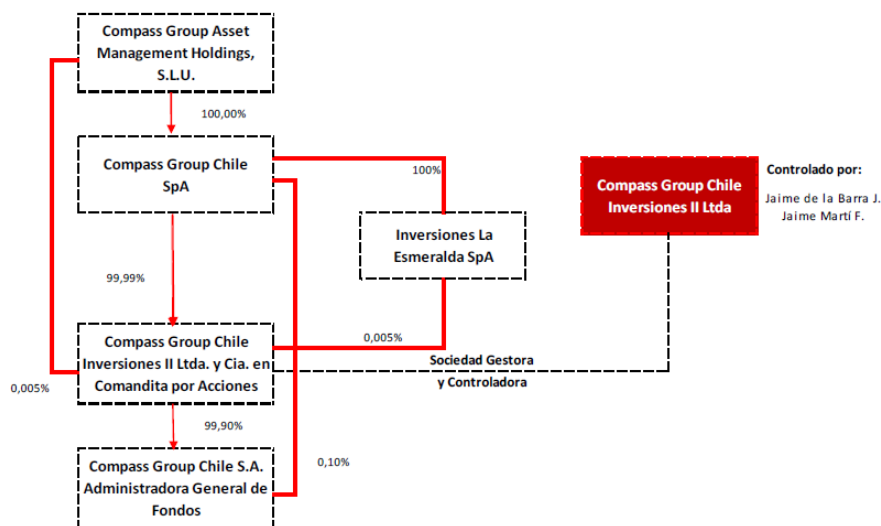 Compass Group Asset
Management Holdings,
S.L.U.
100,00%
Compass Group Chile
SpA
100%
Compass Group Chile
Inversiones II Ltda
Controlado por:
Jaime de la Barra J.
Jaime Martí F.
Inversiones La
Esmeralda SpA
99,99%
Compass Group Chile
Inversiones II Ltda. y Cia. en
Comandita por Acciones
0,005%
Sociedad Gestora
y Controladora
0,005%
99,90%
Compass Group Chile S.A.
Administradora General de
Fondos
0,10%